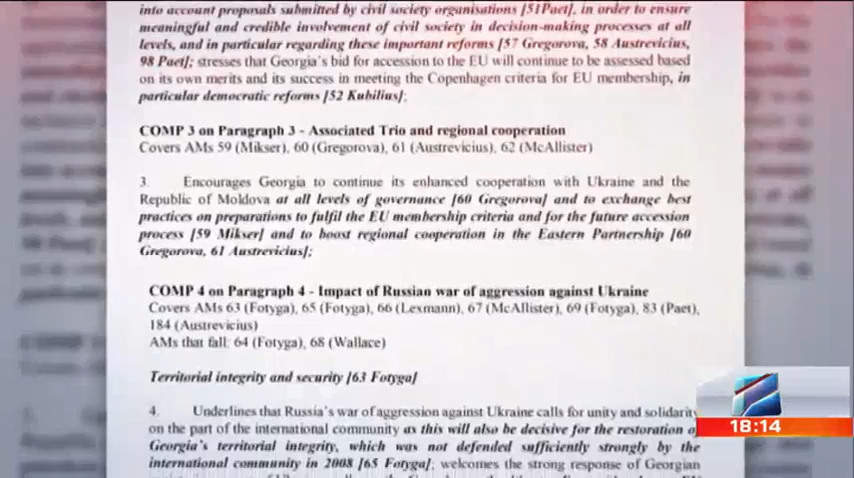 into account proposals submitted by civil society organisations [51Paet], in order to ensure
meaningful and credible involvement of civil society in decision-making processes at all
levels, and in particular regarding these important reforms [57 Gregorova, 58 Austrevicius,
98 Paet]; stresses that Georgia's bid for accession to the EU will continue to be assessed based
on its own merits and its success in meeting the Copenhagen criteria for EU membership, in
particular democratic reforms [52 Kubilius];
COMP 3 on Paragraph 3 - Associated Trio and regional cooperation
Covers AMs 59 (Mikser), 60 (Gregorova), 61 (Austrevicius), 62 (McAllister)
3. Encourages Georgia to continue its enhanced cooperation with Ukraine and the
Republic of Moldova at all levels of governance [60 Gregorova] and to exchange best
practices on preparations to fulfil the EU membership criteria and for the future accession
process [59 Mikser] and to boost regional cooperation in the Eastern Partnership [60
Gregorova, 61 Austrevicius];
COMP 4 on Paragraph 4 - Impact of Russian war of aggression against Ukraine
Covers AMs 63 (Fotyga), 65 (Fotyga), 66 (Lexmann), 67 (McAllister), 69 (Fotyga), 83 (Paet),
184 (Austrevicius)
AMs that fall: 64 (Fotyga), 68 (Wallace)
Territorial integrity and security [63 Fotyga]
4. Underlines that Russia's war of aggression against Ukraine calls for unity and solidarity
on the part of the international community as this will also be decisive for the restoration of
Georgia's territorial integrity, which was not defended sufficiently strongly by the
international community in 2008 [65 Fotyga]; welcomes the strong response of Georgian
18:14